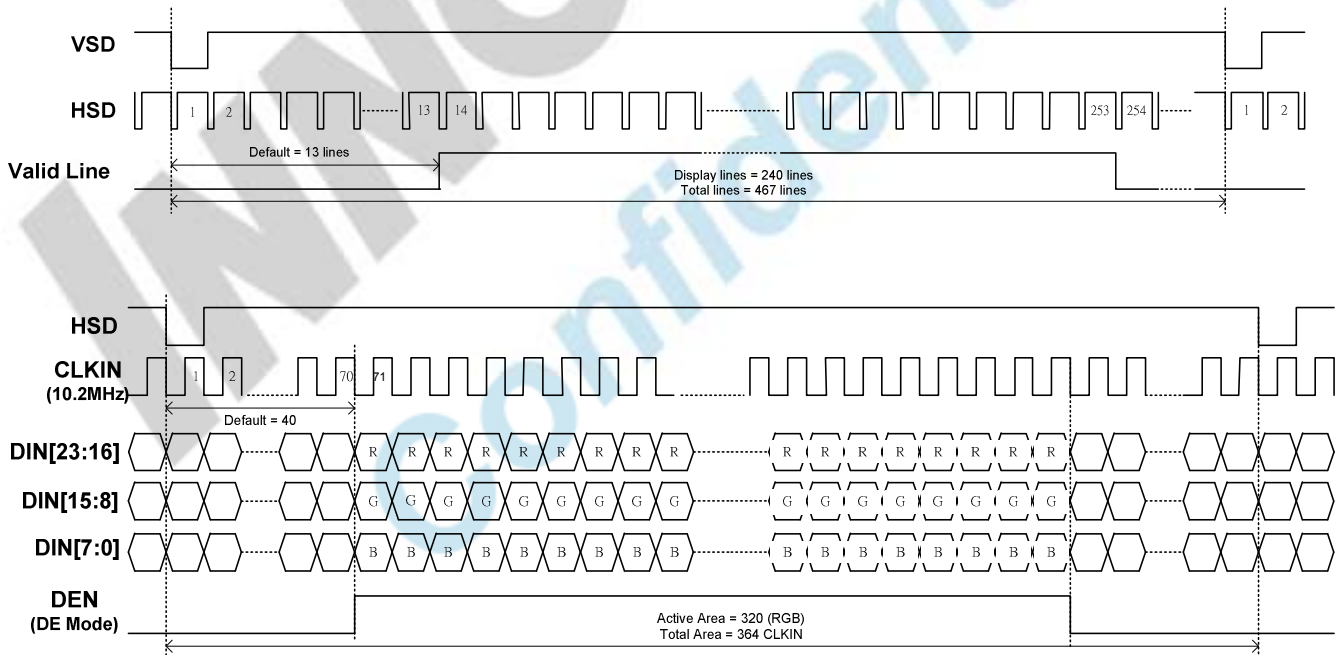 INNO
Confident
VSD
HSD
1 2 13 14 253 254 1 2
Default = 13 lines
Valid Line
Display lines = 240 lines
Total lines = 467 lines
HSD
CLKIN
(10.2MHz)
1 2 70 71
Default = 40
DIN[23:16]
R R R R R R R R R R R R R R R R R
DIN[15:8]
G G G G G G G G G G G G G G G G G
DIN[7:0]
B B B B B B B B B B B B B B B B B
DEN
(DE Mode)
Active Area = 320 (RGB)
Total Area = 364 CLKIN